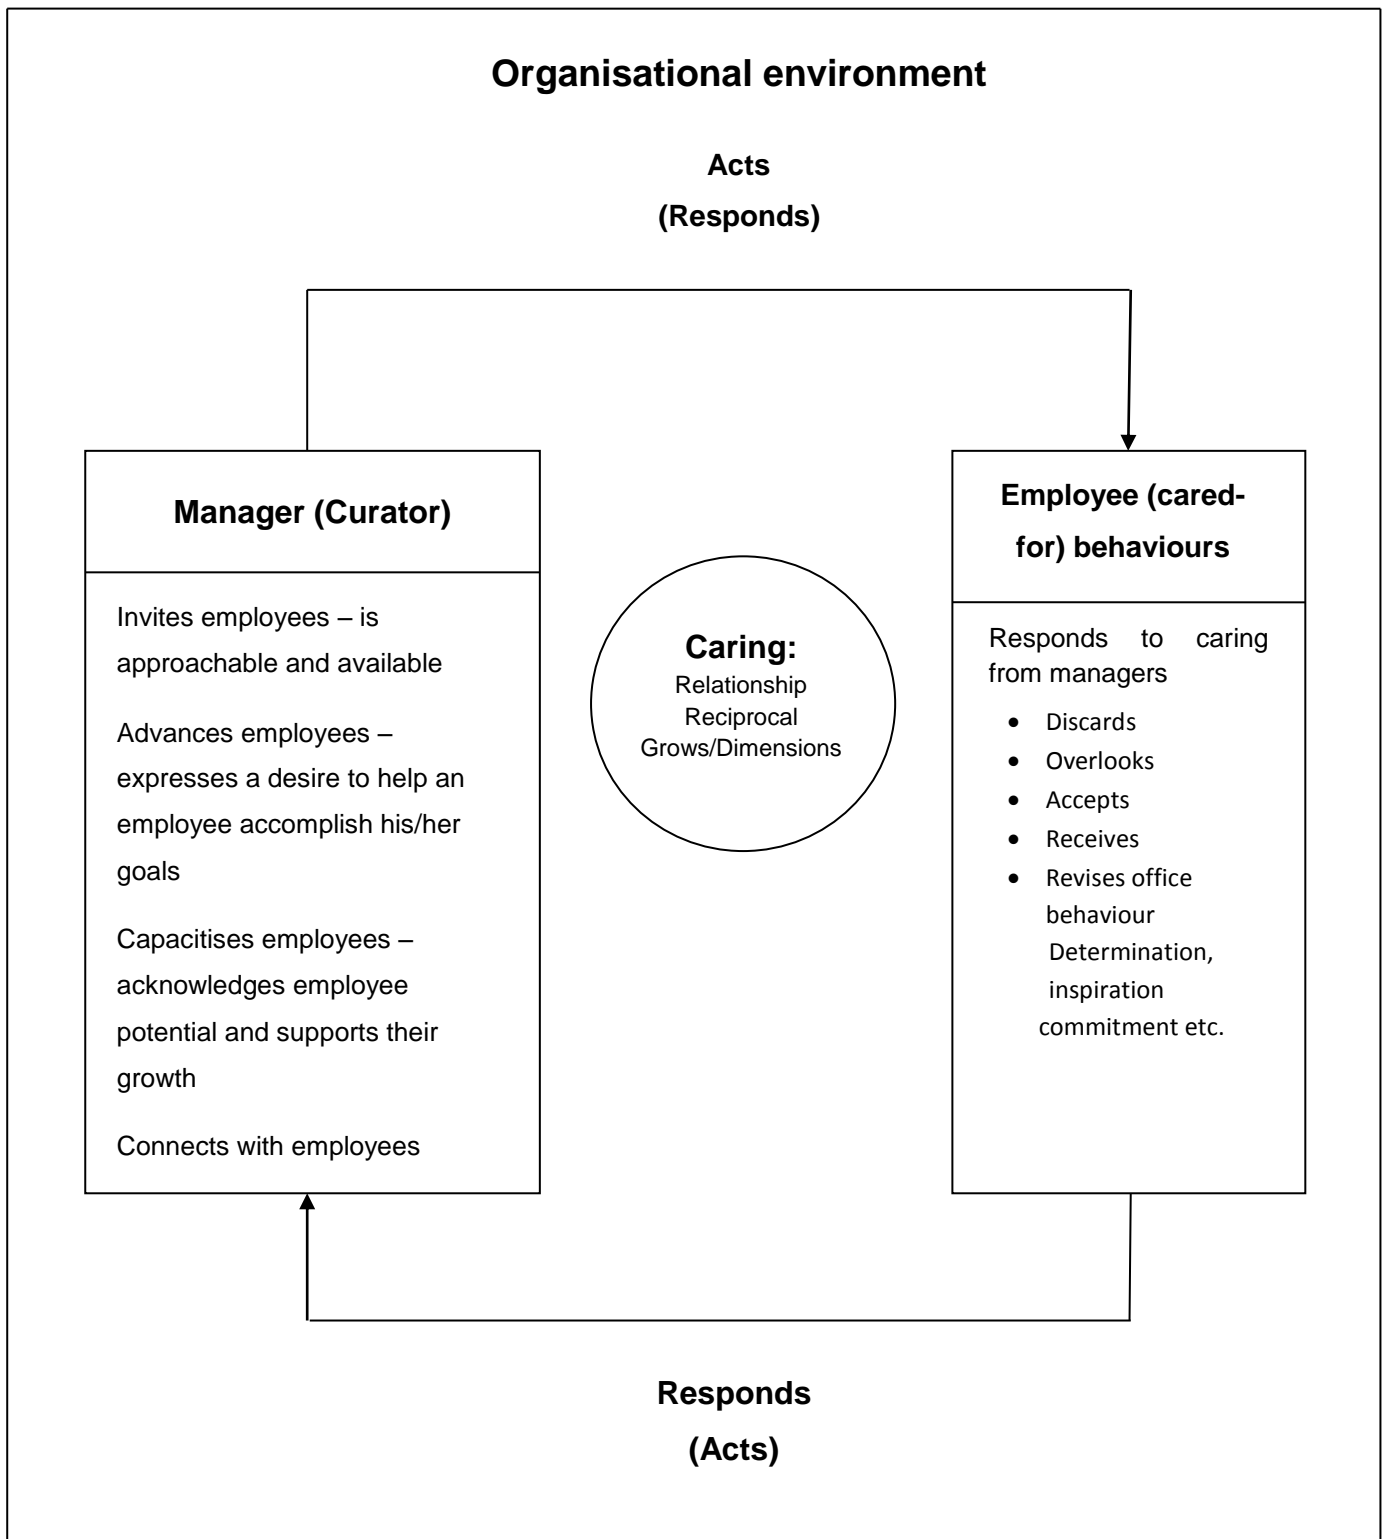 Organisational environment
Acts
(Responds)
Manager (Curator)
Invites employees – is
approachable and available
Advances employees –
expresses a desire to help an
employee accomplish his/her
goals
Capacitises employees –
acknowledges employee
potential and supports their
growth
Connects with employees
Caring:
Relationship
Reciprocal
Grows/Dimensions
Employee (cared-
for) behaviours
Responds to caring
from managers
• Discards
• Overlooks
• Accepts
• Receives
• Revises office
behaviour
Determination,
inspiration
commitment etc.
Responds
(Acts)